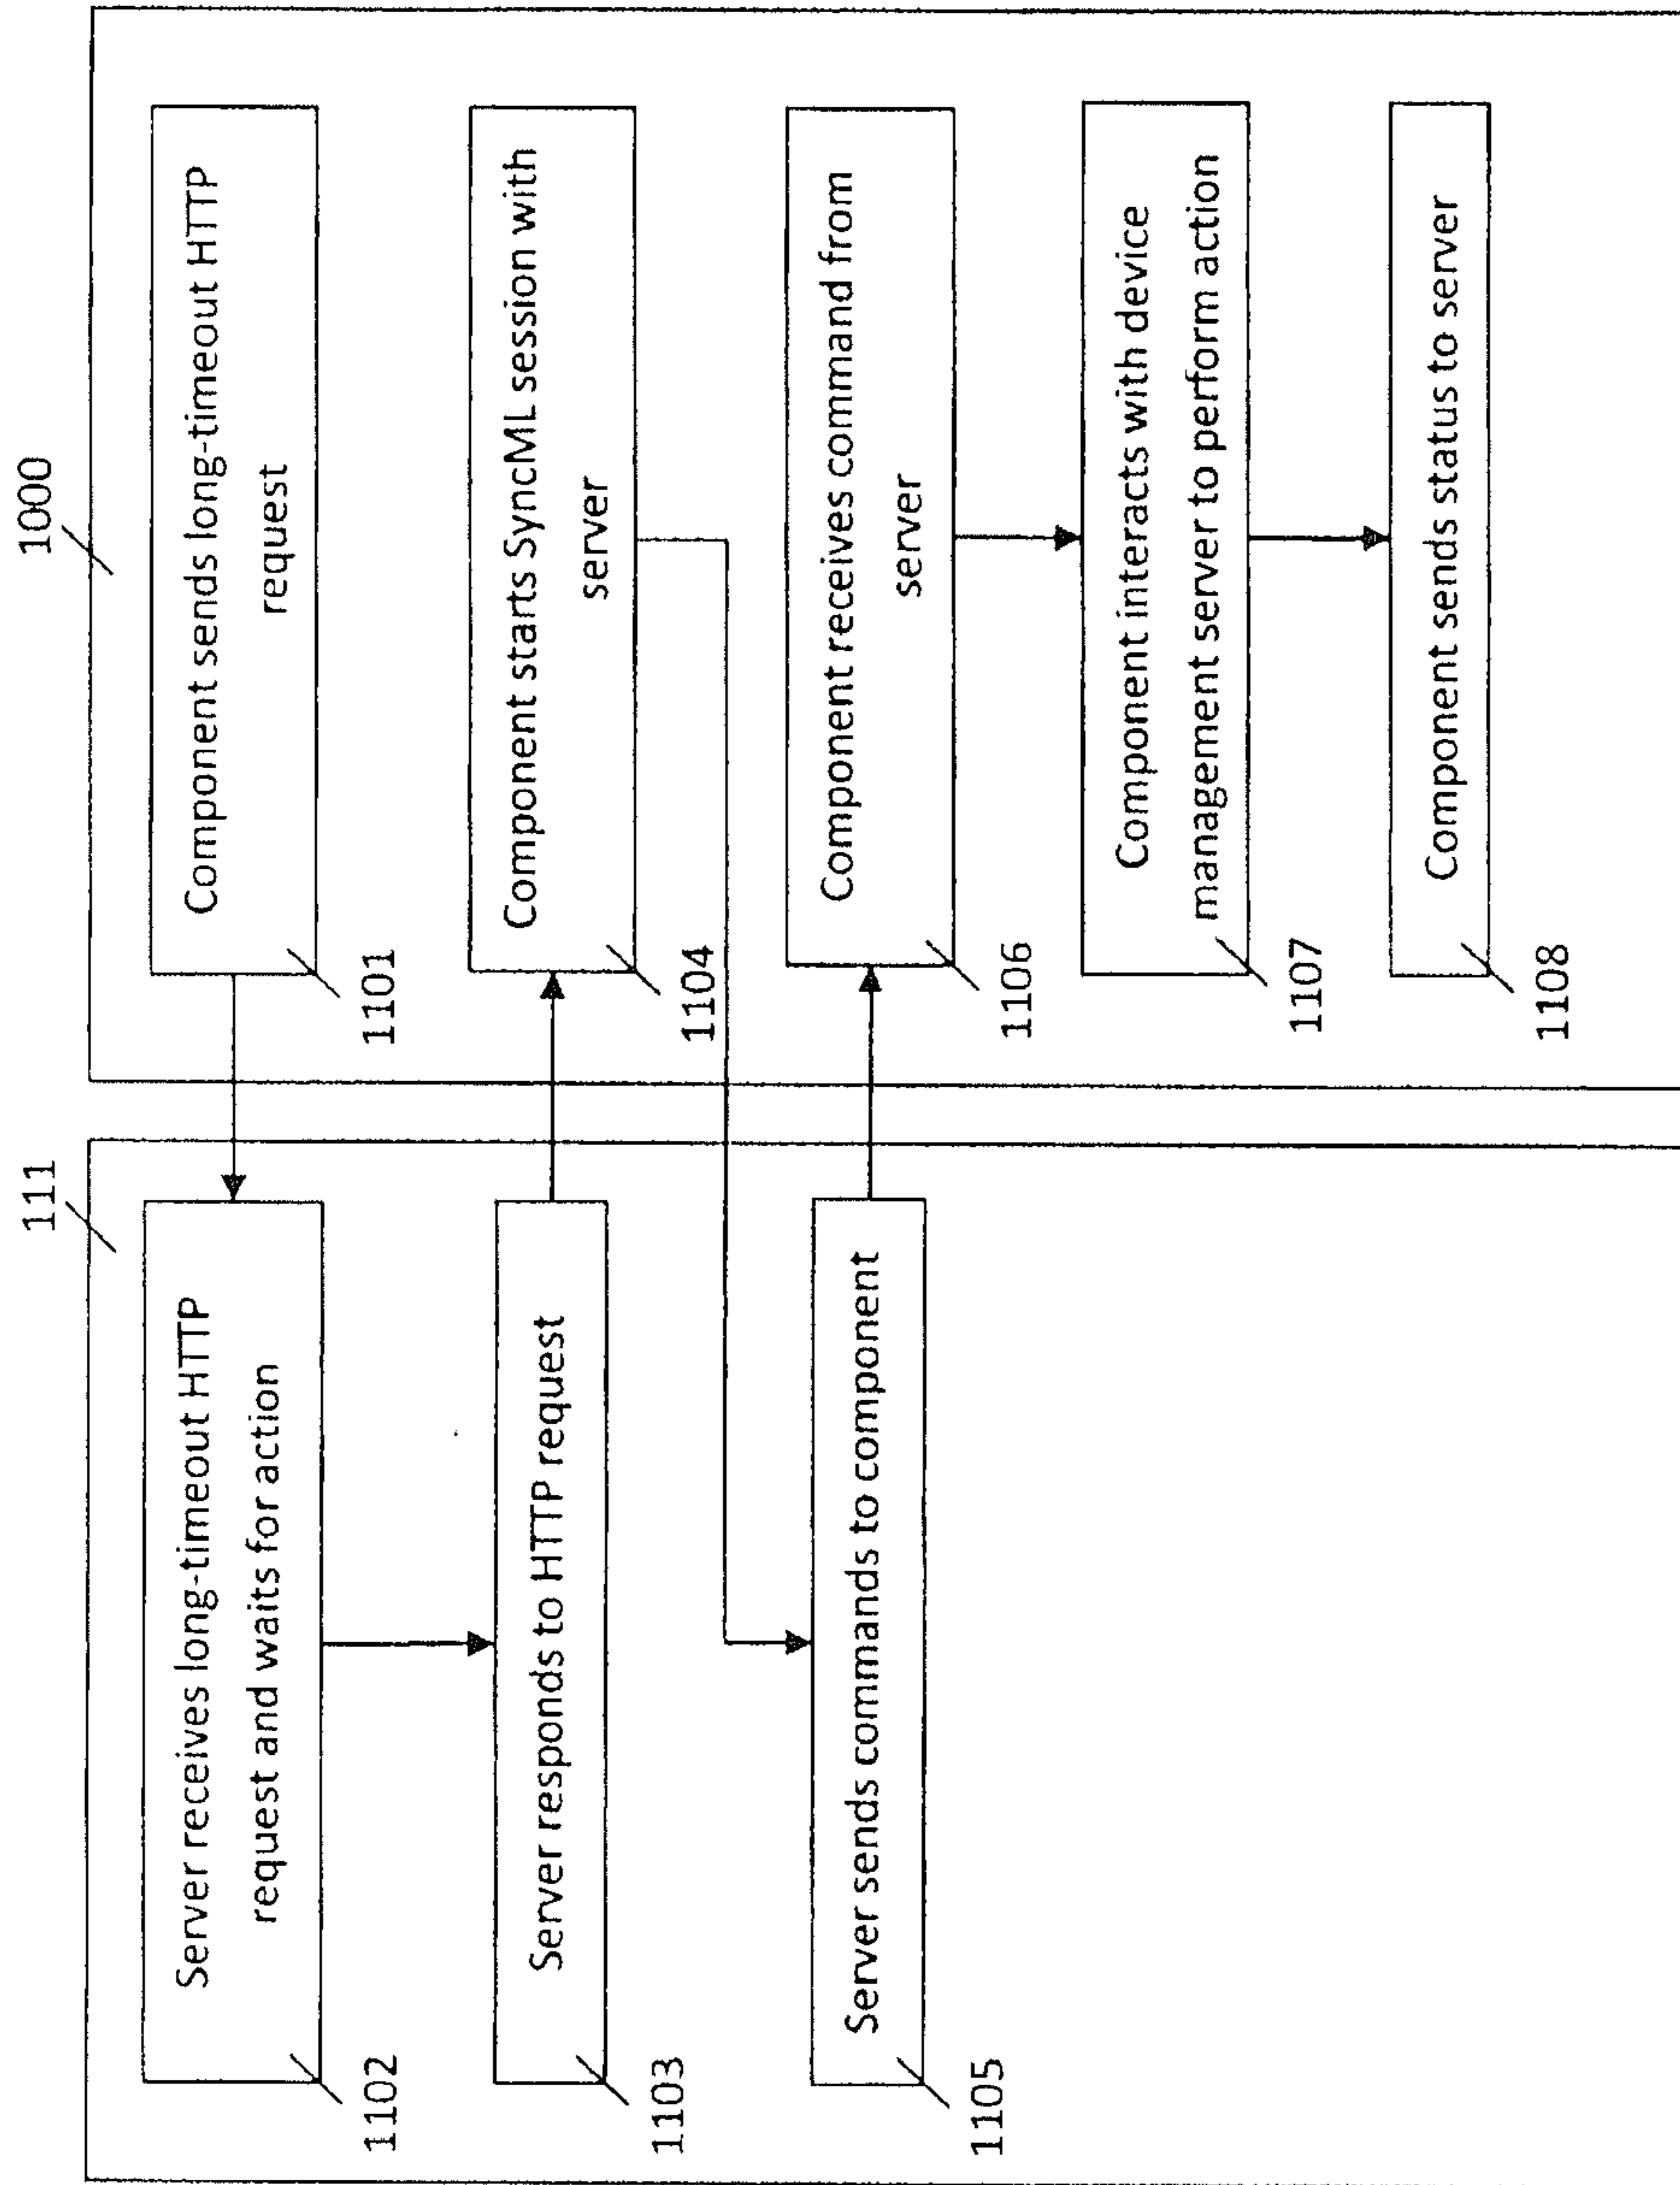 111
Server receives long-timeout HTTP
request and waits for action
1102
Server responds to HTTP request
1103
Server sends commands to component
1105
1000
Component sends long-timeout HTTP
request
1101
Component starts SyncML session with
server
1104
Component receives command from
server
1106
Component interacts with device
management server to perform action
1107
Component sends status to server
1108